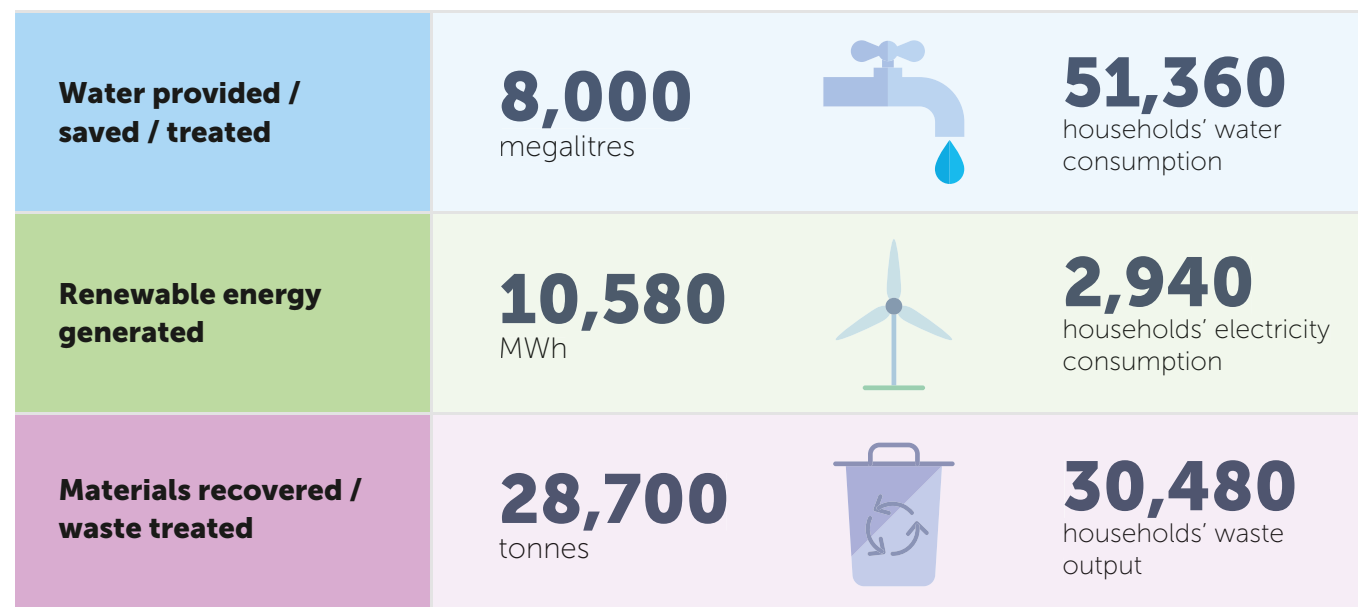 Water provided /
saved / treated
8,000
megalitres
51,360
households’ water
consumption
Renewable energy
generated
10,580
MWh
2,940
households’ electricity
consumption
Materials recovered /
waste treated
28,700
tonnes
30,480
households’ waste
output